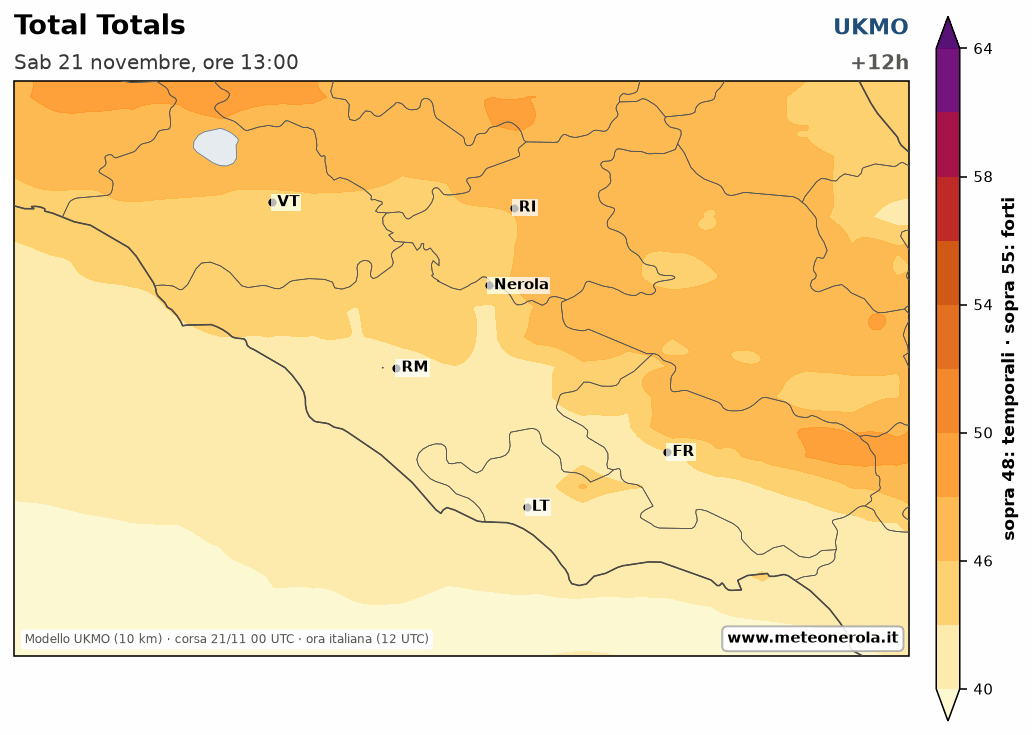 Total Totals
UKMO
Sab 21 novembre, ore 13:00
+12h
VT
RI
Nerola
RM
FR
LT
Modello UKMO (10 km) · corsa 21/11 00 UTC · ora italiana (12 UTC)
www.meteonerola.it
64
58
54
50
46
40
sopra 48: temporali · sopra 55: forti